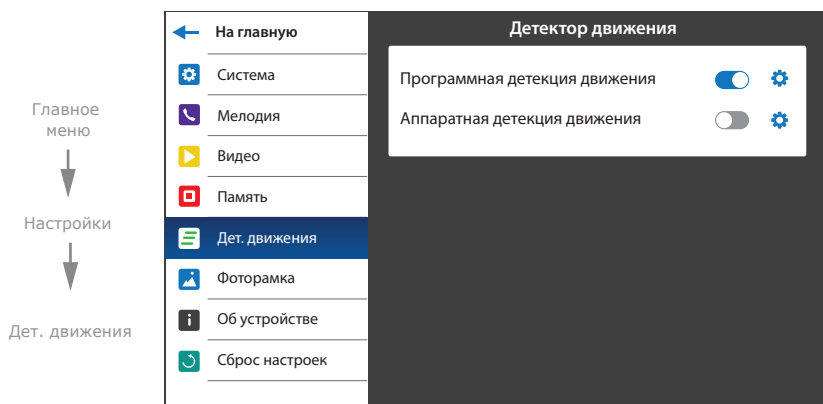 Главное
меню
Настройки
Дет. движения
На главную
Система
Мелодия
Видео
Память
Дет. движения
Фоторамка
Об устройстве
Сброс настроек
Детектор движения
Программная детекция движения
Аппаратная детекция движения